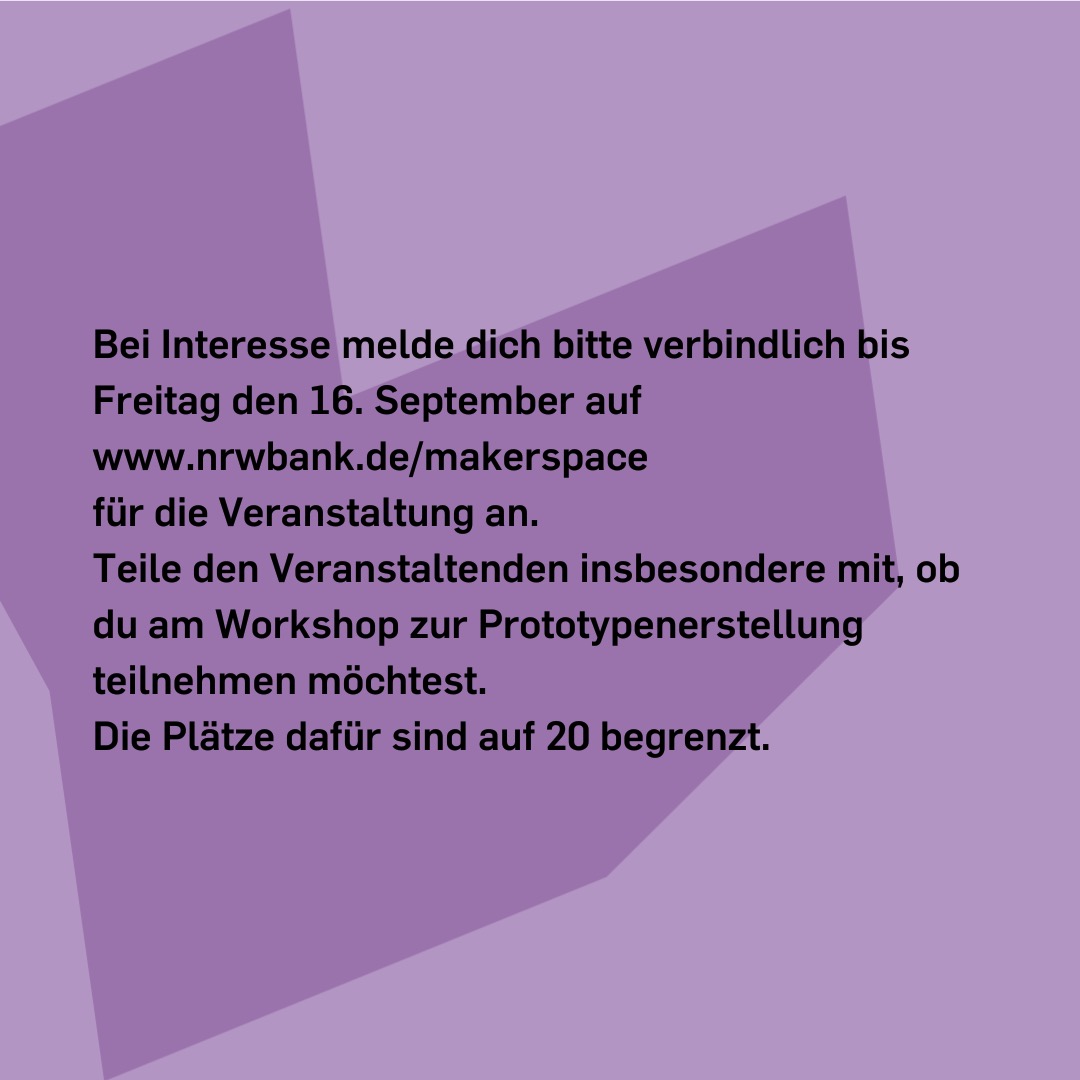 Bei Interesse melde dich bitte verbindlich bis
Freitag den 16. September auf
www.nrwbank.de/makerspace
für die Veranstaltung an.
Teile den Veranstaltenden insbesondere mit, ob
du am Workshop zur Prototypenerstellung
teilnehmen möchtest.
Die Plätze dafür sind auf 20 begrenzt.